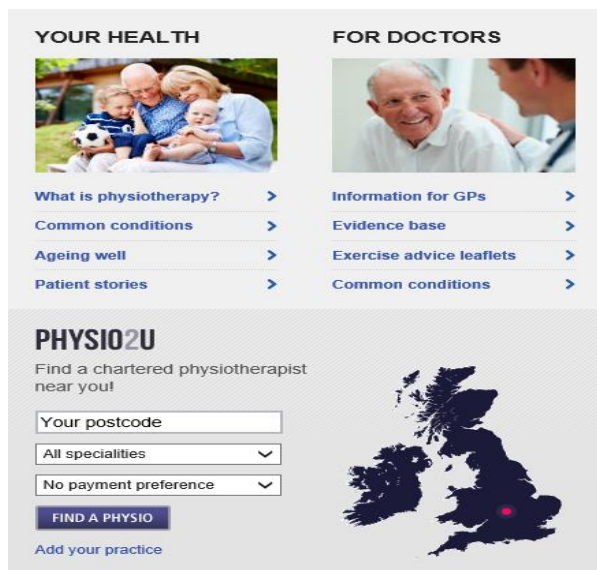 YOUR HEALTH
What is physiotherapy?
Common conditions
Ageing well
Patient stories
FOR DOCTORS
Information for GPs
Evidence base
Exercise advice leaflets
Common conditions
PHYSIO2U
Find a chartered physiotherapist
near you!
Your postcode
All specialities
No payment preference
FIND A PHYSIO
Add your practice